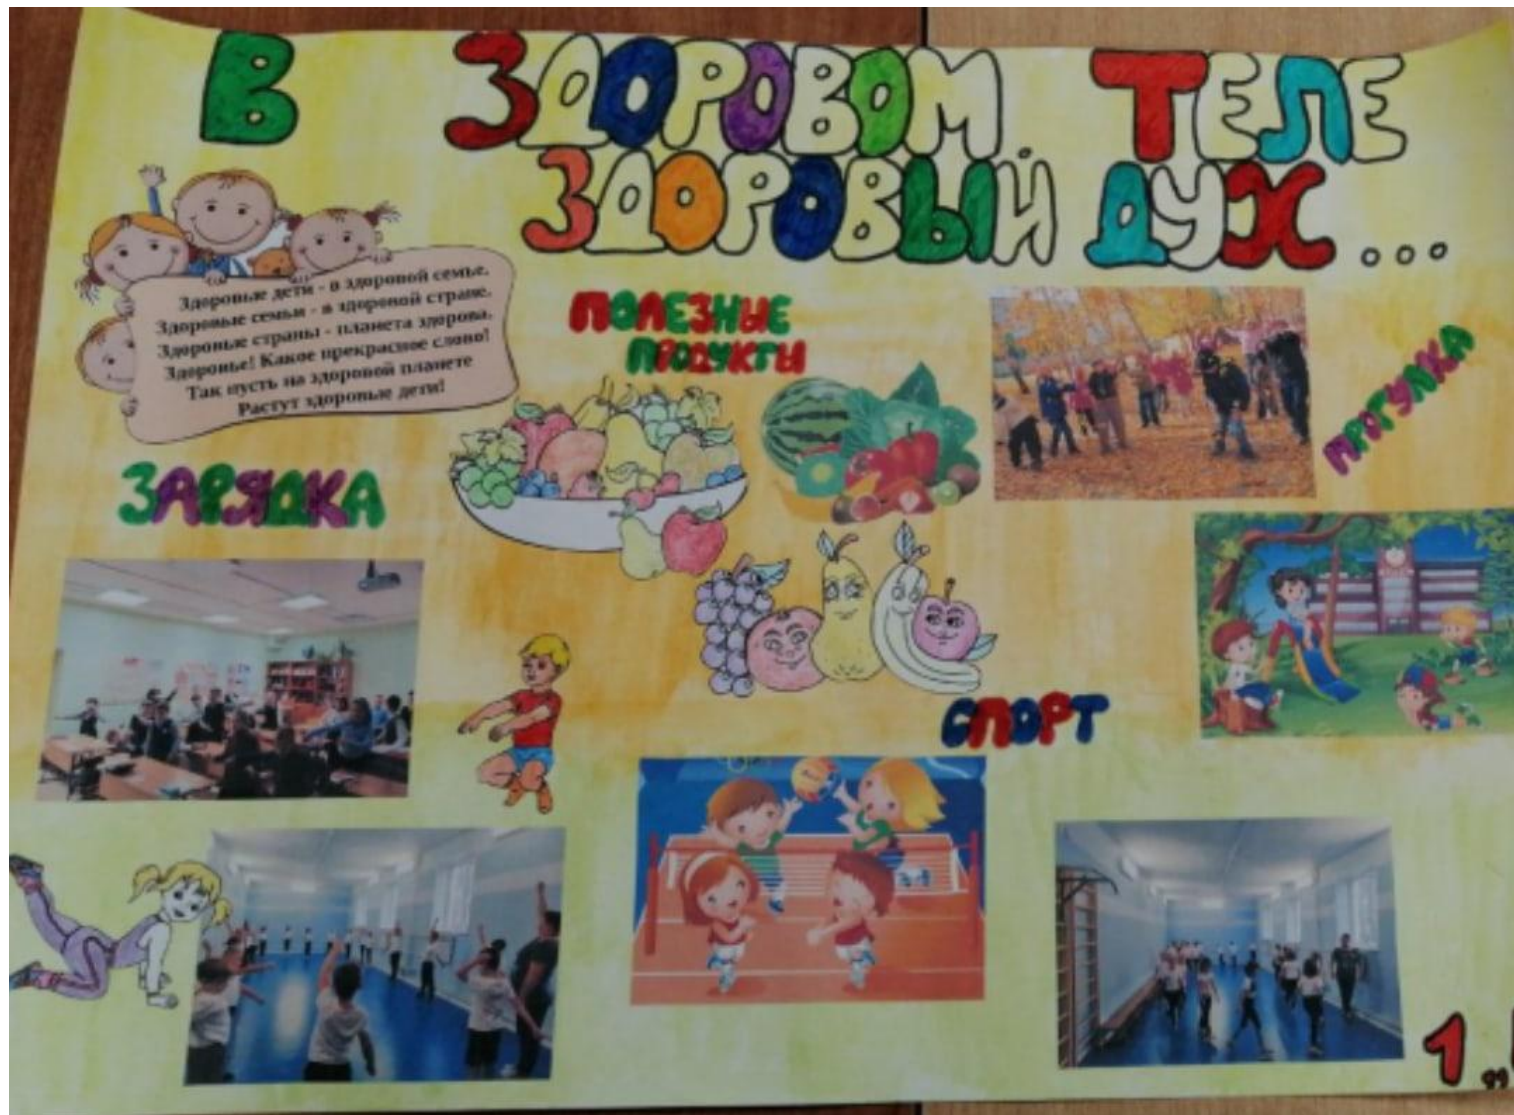 В ЗДОРОВОМ ТЕЛЕ
ЗДОРОВЫЙ ДУХ ...
Здоровые дети - в здоровой семье.
Здоровые семьи - в здоровой стране.
Здоровые страны - планета здорова.
Здоровье! Какое прекрасное слово!
Так пусть на здоровой планете
Растут здоровые дети!
ПОЛЕЗНЫЕ
ПРОДУКТЫ
ПРОГУЛКА
ЗАРЯДКА
СПОРТ
1 „